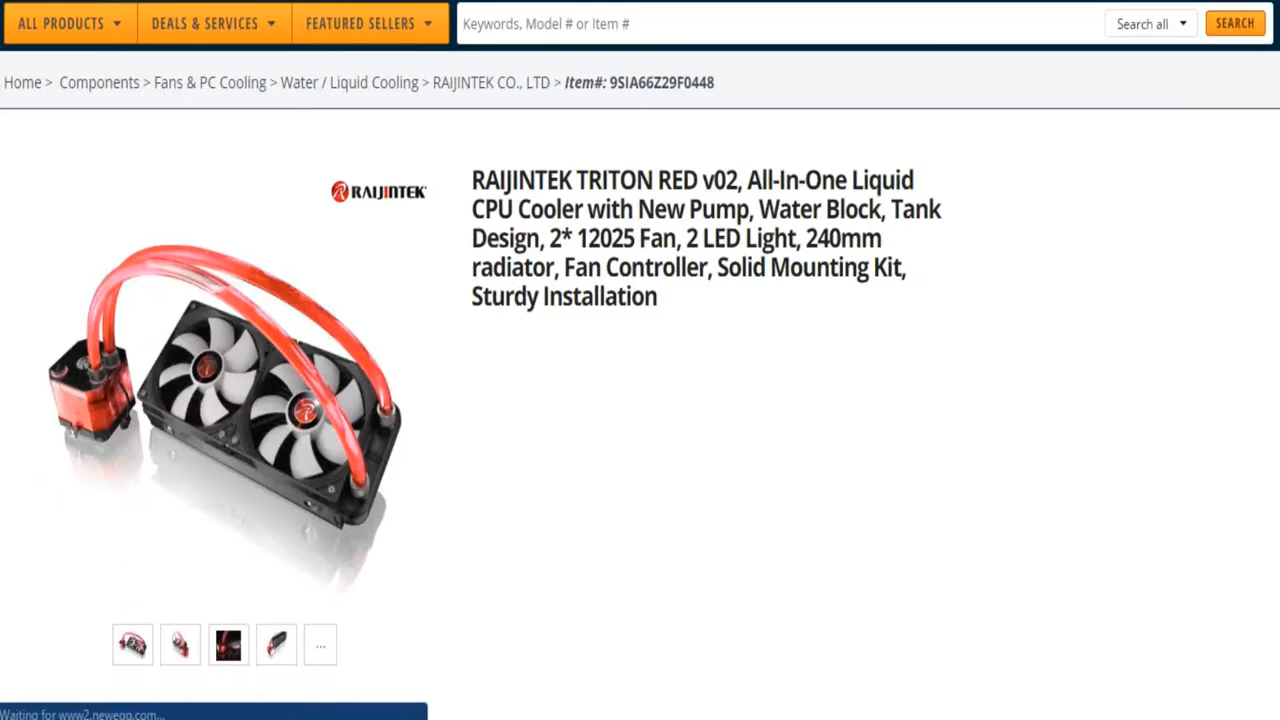 ALL PRODUCTS DEALS & SERVICES FEATURED SELLERS Keywords, Model # or Item # Search all SEARCH
Home > Components > Fans & PC Cooling > Water / Liquid Cooling > RAIJINTEK CO., LTD > Item#: 9SIA66Z29F0448
RAIJINTEK
RAIJINTEK TRITON RED v02, All-In-One Liquid
CPU Cooler with New Pump, Water Block, Tank
Design, 2* 12025 Fan, 2 LED Light, 240mm
radiator, Fan Controller, Solid Mounting Kit,
Sturdy Installation
...
Waiting for www2.newegg.com...